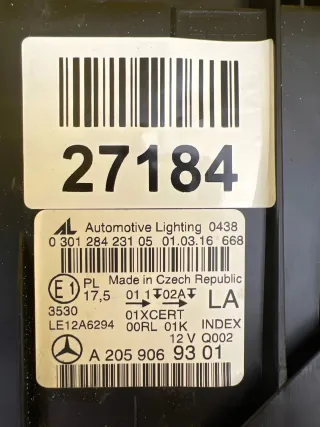 27184
AL Automotive Lighting 0438
0 301 284 231 05 01.03.16 668
E1 PL Made in Czech Republic
17,5 01 1 02A LA
3530 01XCERT
LE12A6294 00RL 01K INDEX
12 V Q002
A 205 906 93 01